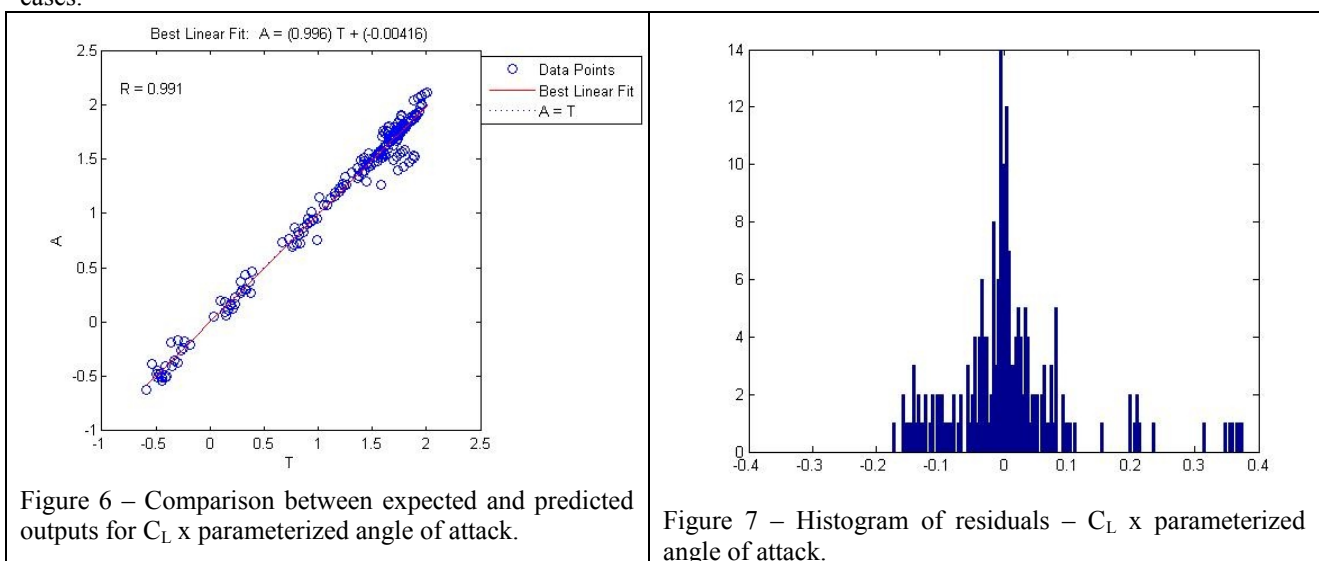 cases.
Best Linear Fit: A = (0.996) T + (-0.00416)
2.5
2
1.5
1
0.5
0
-0.5
-1
A
R = 0.991
Data Points
Best Linear Fit
A = T
-1 -0.5 0 0.5 1 1.5 2 2.5
T
Figure 6 – Comparison between expected and predicted
outputs for C_L x parameterized angle of attack.
14
12
10
8
6
4
2
0
-0.4 -0.3 -0.2 -0.1 0 0.1 0.2 0.3 0.4
Figure 7 – Histogram of residuals – C_L x parameterized
angle of attack.